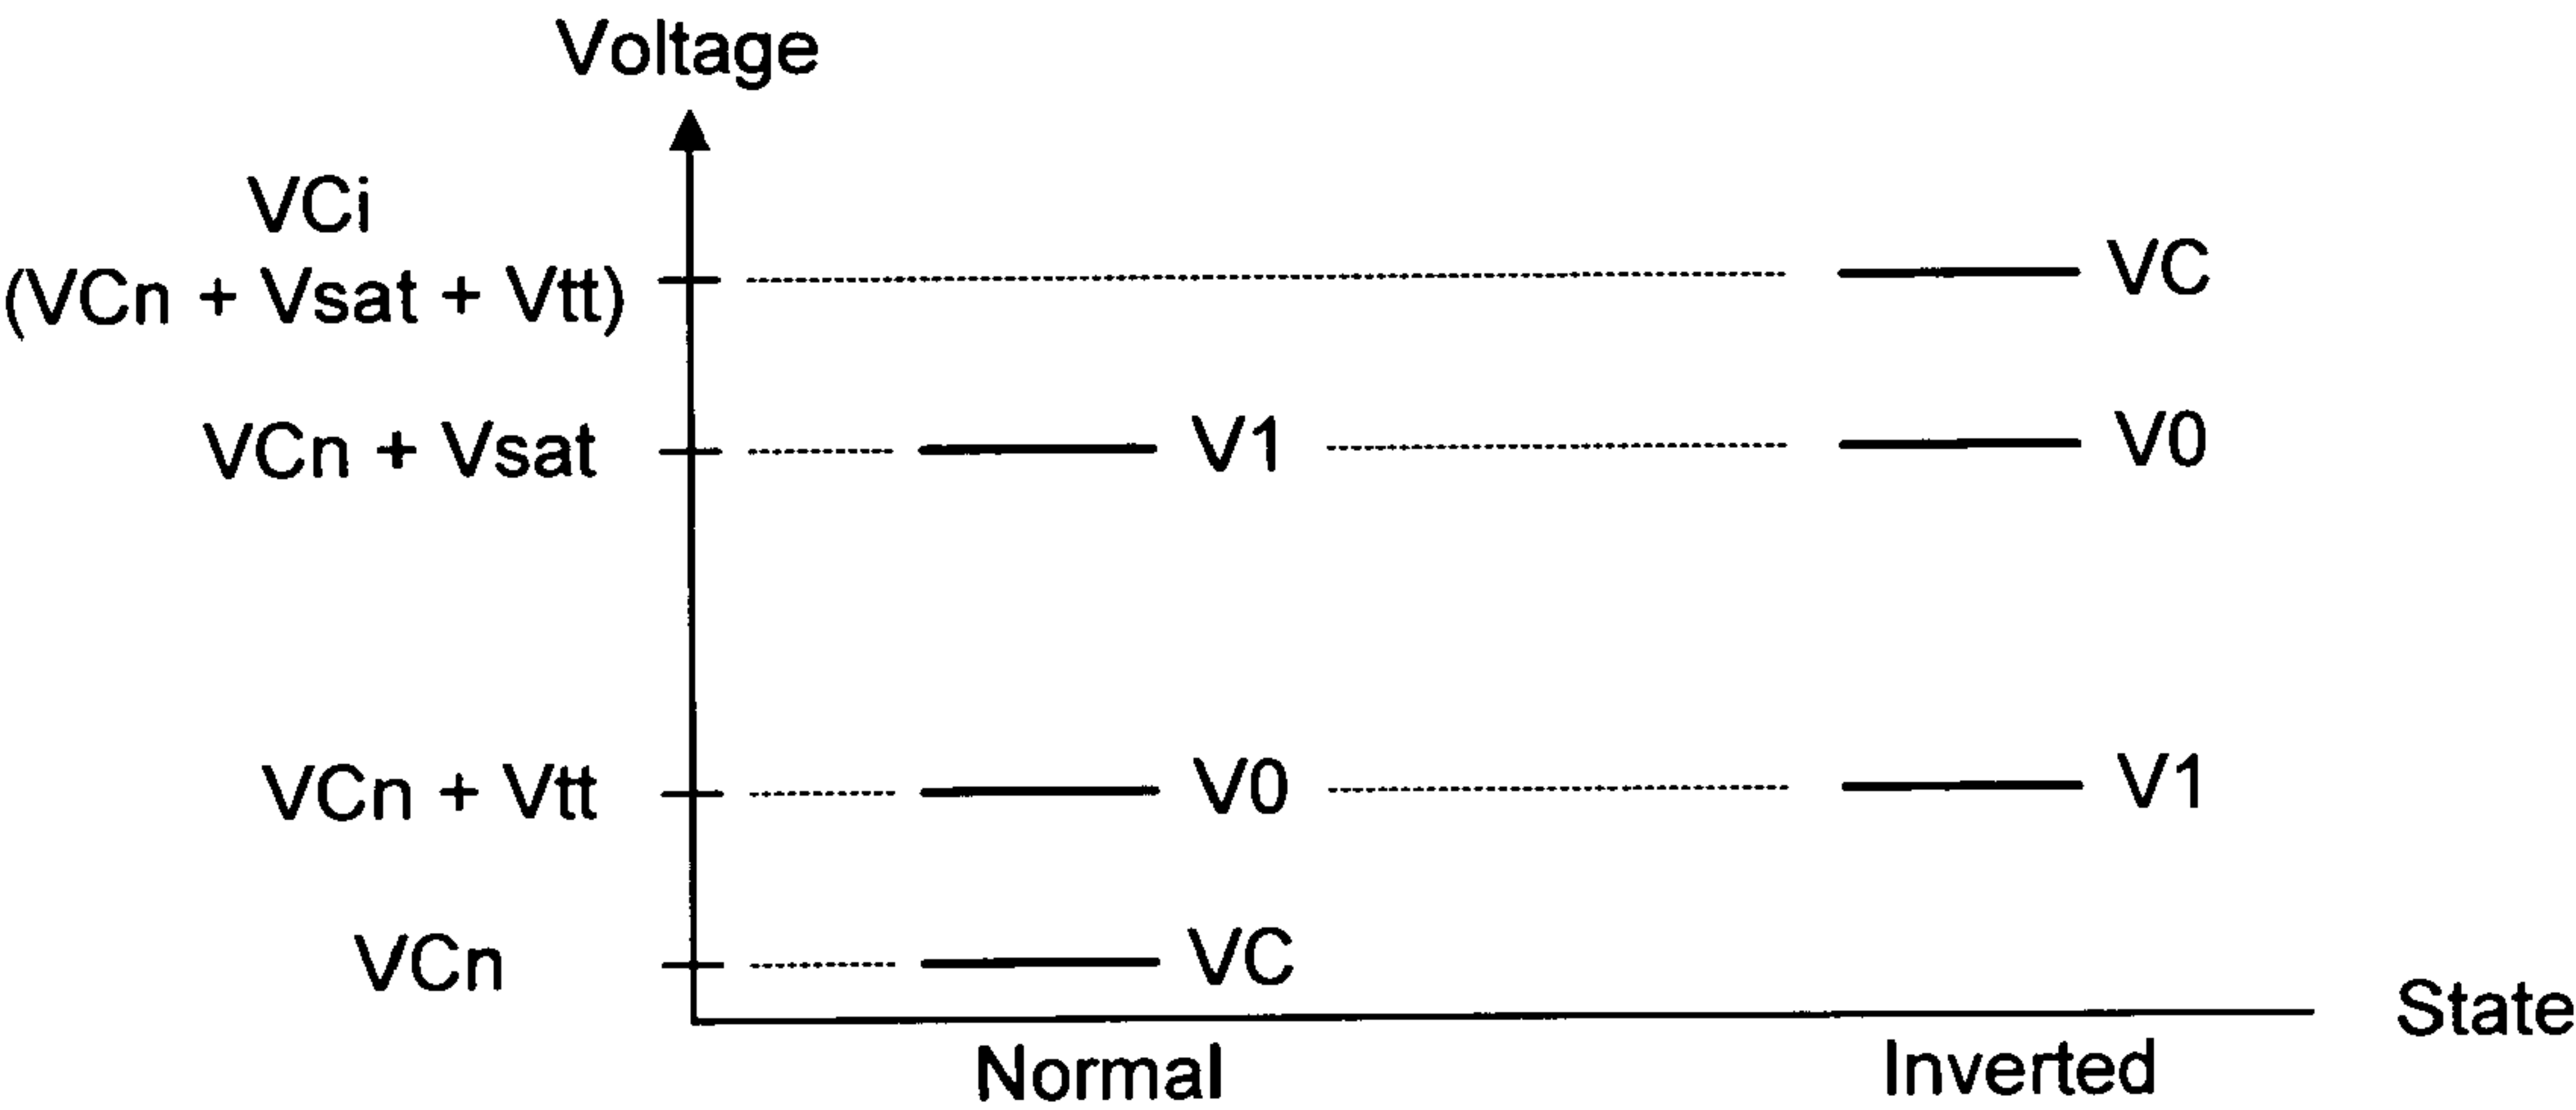 Voltage
VCi
(VCn + Vsat + Vtt)
VC
VCn + Vsat
V1
V0
VCn + Vtt
V0
V1
VCn
VC
State
Normal
Inverted